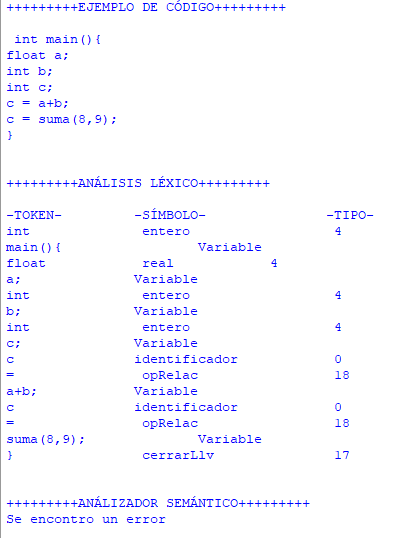 +++++++++EJEMPLO DE CÓDIGO+++++++++
int main(){
float a;
int b;
int c;
c = a+b;
c = suma(8,9);
}
+++++++++ANÁLISIS LÉXICO+++++++++
-TOKEN- -SÍMBOLO- -TIPO-
int entero 4
main(){ Variable
float real 4
a; Variable
int entero 4
b; Variable
int entero 4
c; Variable
c identificador 0
= opRelac 18
a+b; Variable
c identificador 0
= opRelac 18
suma(8,9); Variable
} cerrarLlv 17
+++++++++ANÁLIZADOR SEMÁNTICO+++++++++
Se encontro un error